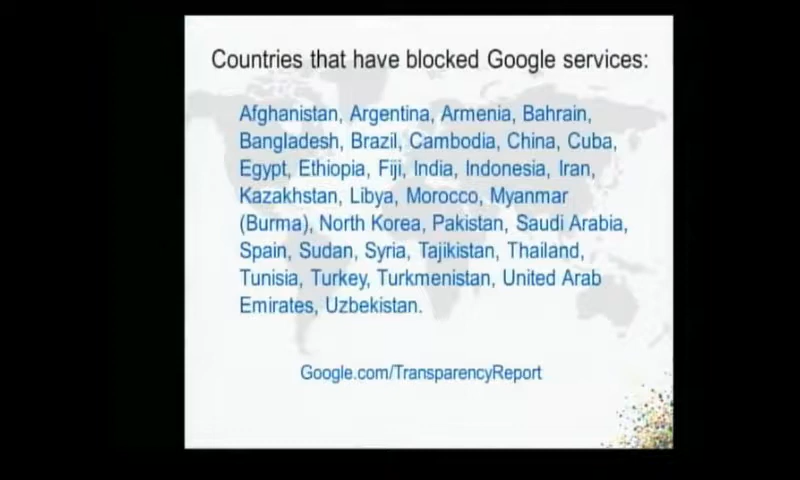 Countries that have blocked Google services:
Afghanistan, Argentina, Armenia, Bahrain,
Bangladesh, Brazil, Cambodia, China, Cuba,
Egypt, Ethiopia, Fiji, India, Indonesia, Iran,
Kazakhstan, Libya, Morocco, Myanmar
(Burma), North Korea, Pakistan, Saudi Arabia,
Spain, Sudan, Syria, Tajikistan, Thailand,
Tunisia, Turkey, Turkmenistan, United Arab
Emirates, Uzbekistan.
Google.com/TransparencyReport